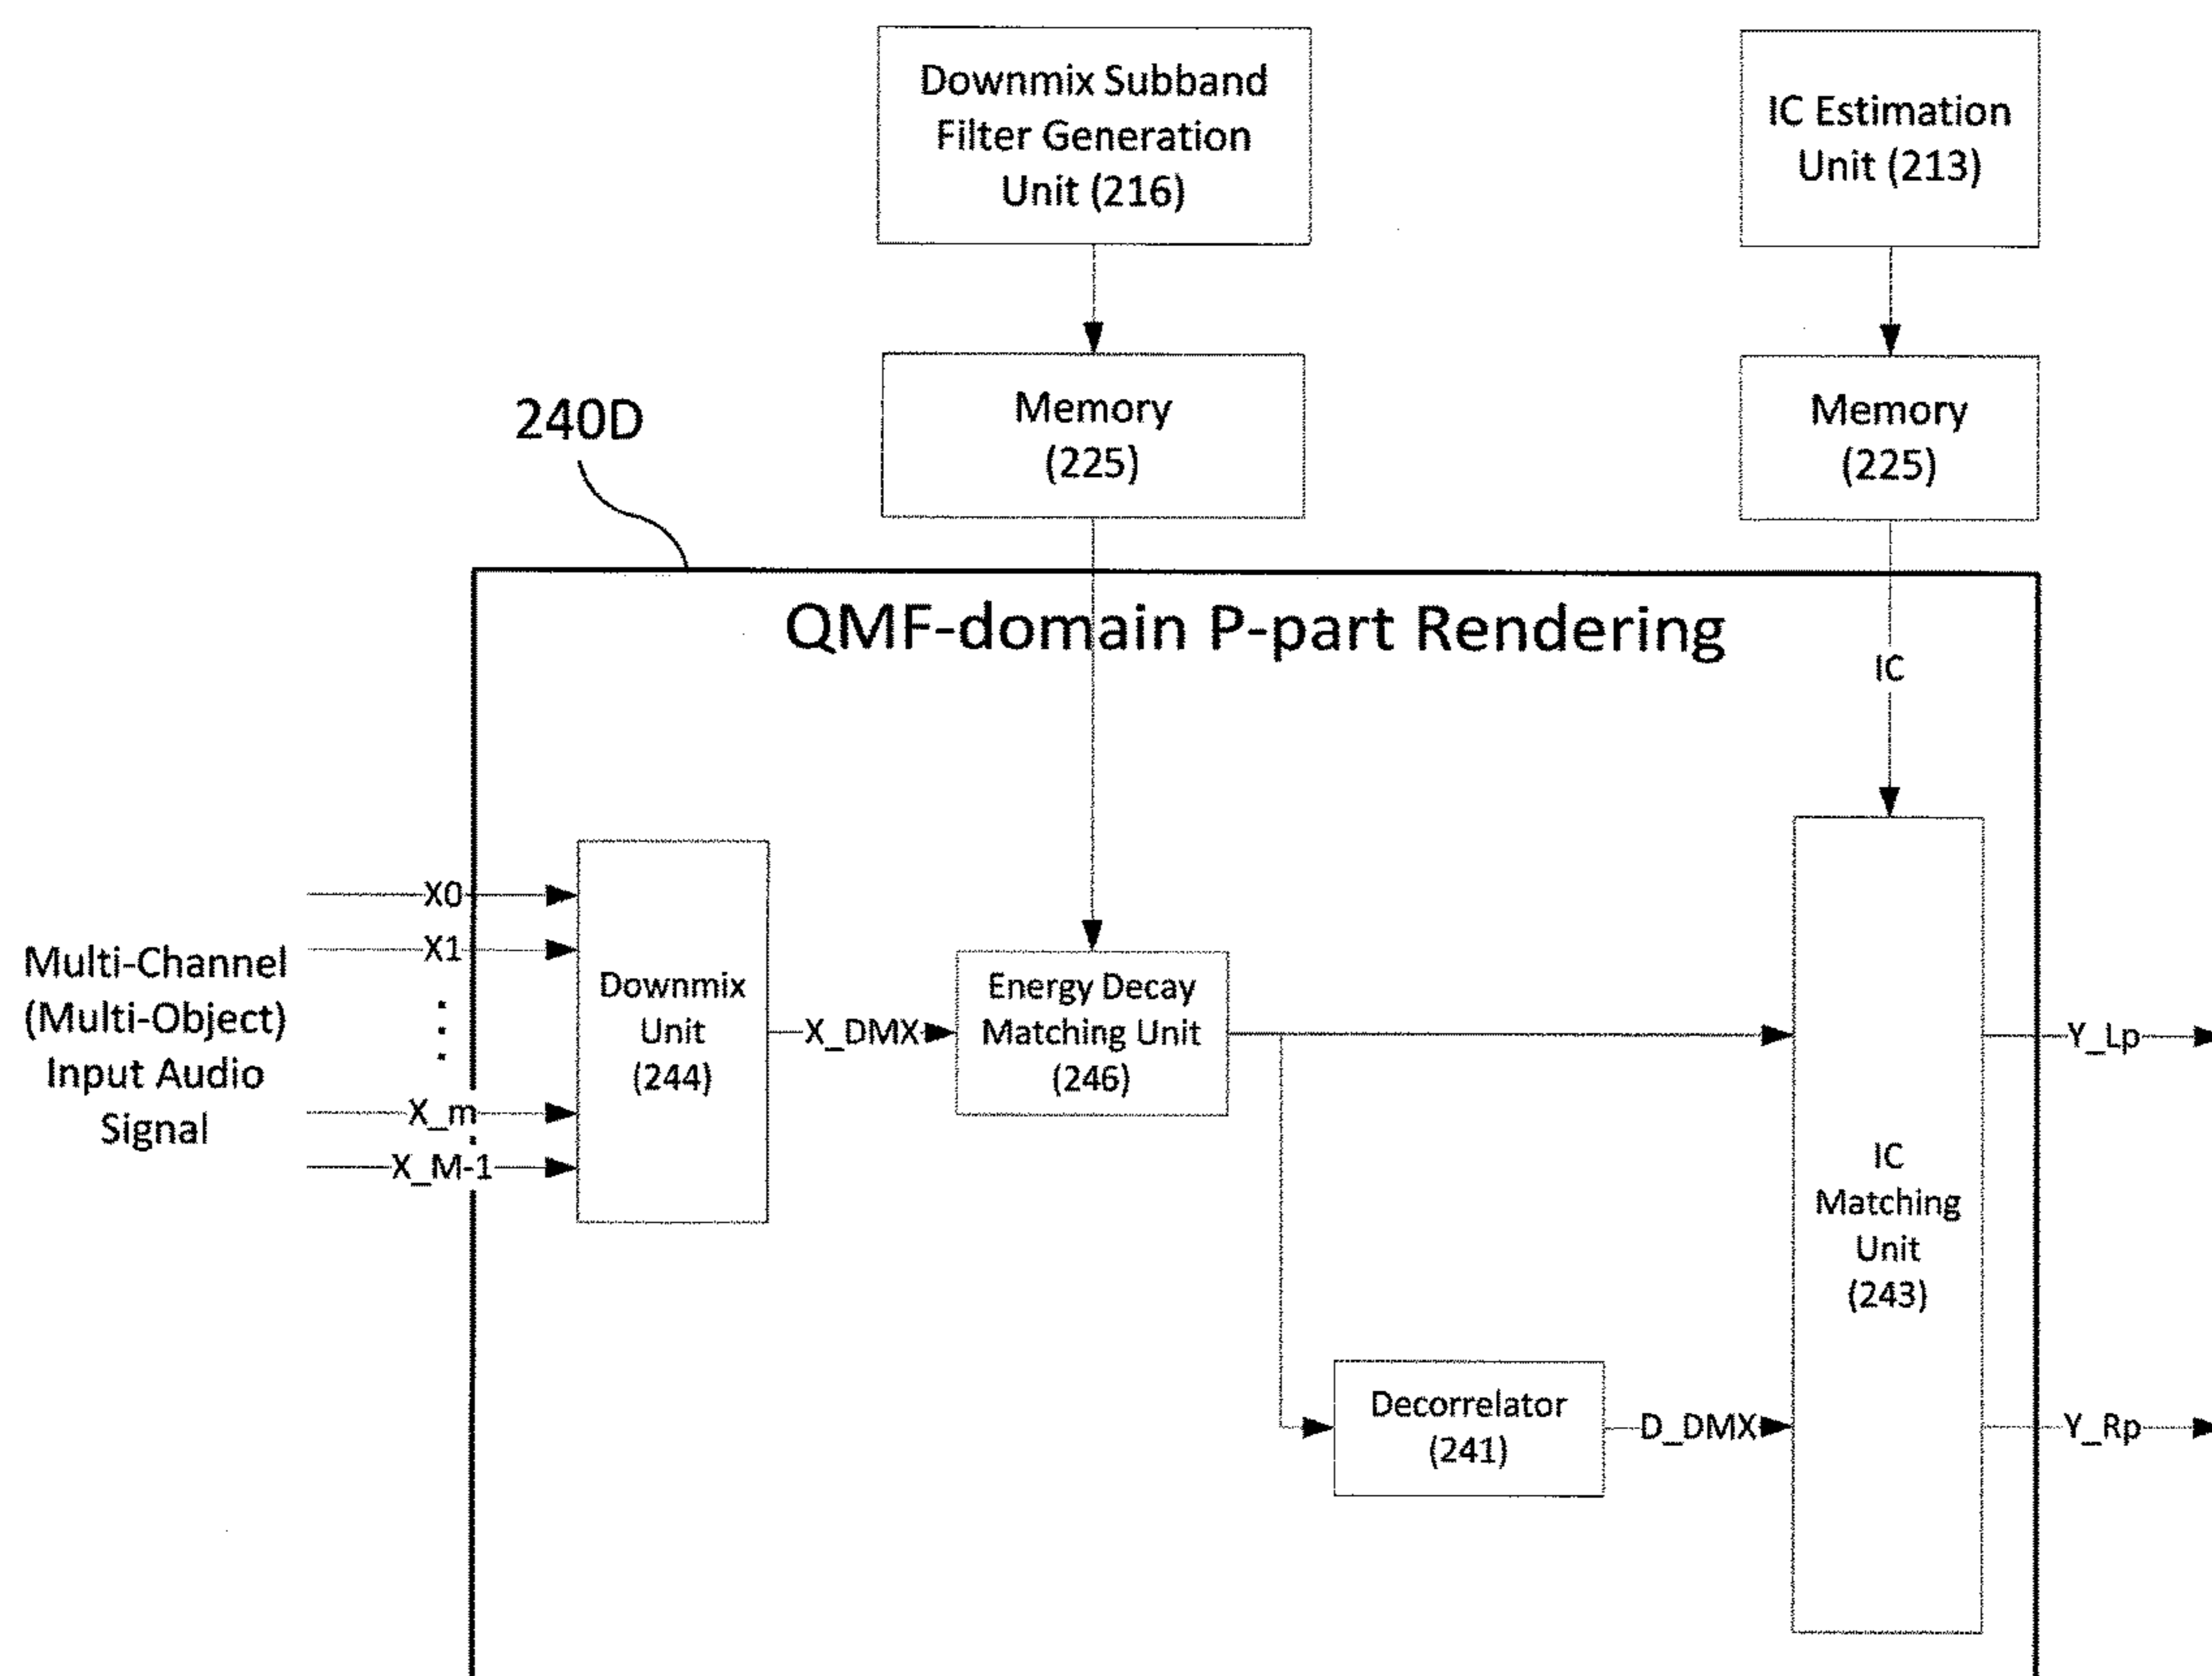 Downmix Subband
Filter Generation
Unit (216)
IC Estimation
Unit (213)
Memory
(225)
Memory
(225)
240D
QMF-domain P-part Rendering
IC
X0
X1
X_m
X_M-1
Multi-Channel
(Multi-Object)
Input Audio
Signal
Downmix
Unit
(244)
X_DMX
Energy Decay
Matching Unit
(246)
Decorrelator
(241)
D_DMX
IC
Matching
Unit
(243)
Y_Lp
Y_Rp